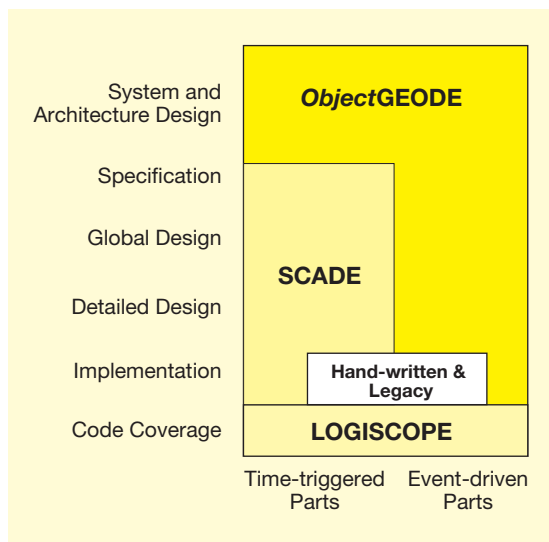 System and
Architecture Design
ObjectGEODE
Specification
Global Design
SCADE
Detailed Design
Implementation
Hand-written &
Legacy
Code Coverage
LOGISCOPE
Time-triggered
Parts
Event-driven
Parts